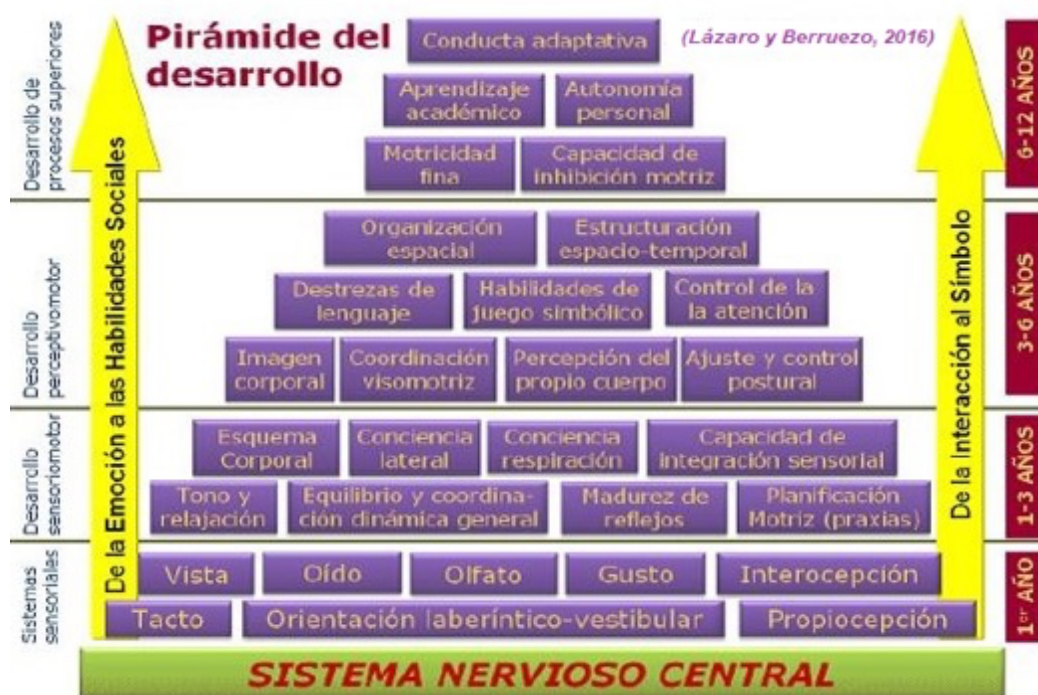 Pirámide del
desarrollo
(Lázaro y Berruezo, 2016)
Conducta adaptativa
Aprendizaje
académico
Autonomía
personal
Motricidad
fina
Capacidad de
inhibición motriz
Desarrollo de
procesos superiores
6-12 AÑOS
Organización
espacial
Estructuración
espacio-temporal
Destrezas de
lenguaje
Habilidades de
juego simbólico
Control de la
la atención
Imagen
corporal
Coordinación
visomotriz
Percepción del
propio cuerpo
Ajuste y control
postural
Desarrollo
perceptivomotor
3-6 AÑOS
Esquema
Corporal
Conciencia
lateral
Conciencia
respiración
Capacidad de
integración sensorial
Tono y
relajación
Equilibrio y coordina-
ción dinámica general
Madurez de
reflejos
Planificación
Motriz (praxias)
Desarrollo
sensoriomotor
1-3 AÑOS
Vista
Oído
Olfato
Gusto
Interocepción
Tacto
Orientación laberíntico-vestibular
Propiocepción
Sistemas
sensoriales
1er AÑO
De la Emoción a las Habilidades Sociales
De la Interacción al Símbolo
SISTEMA NERVIOSO CENTRAL